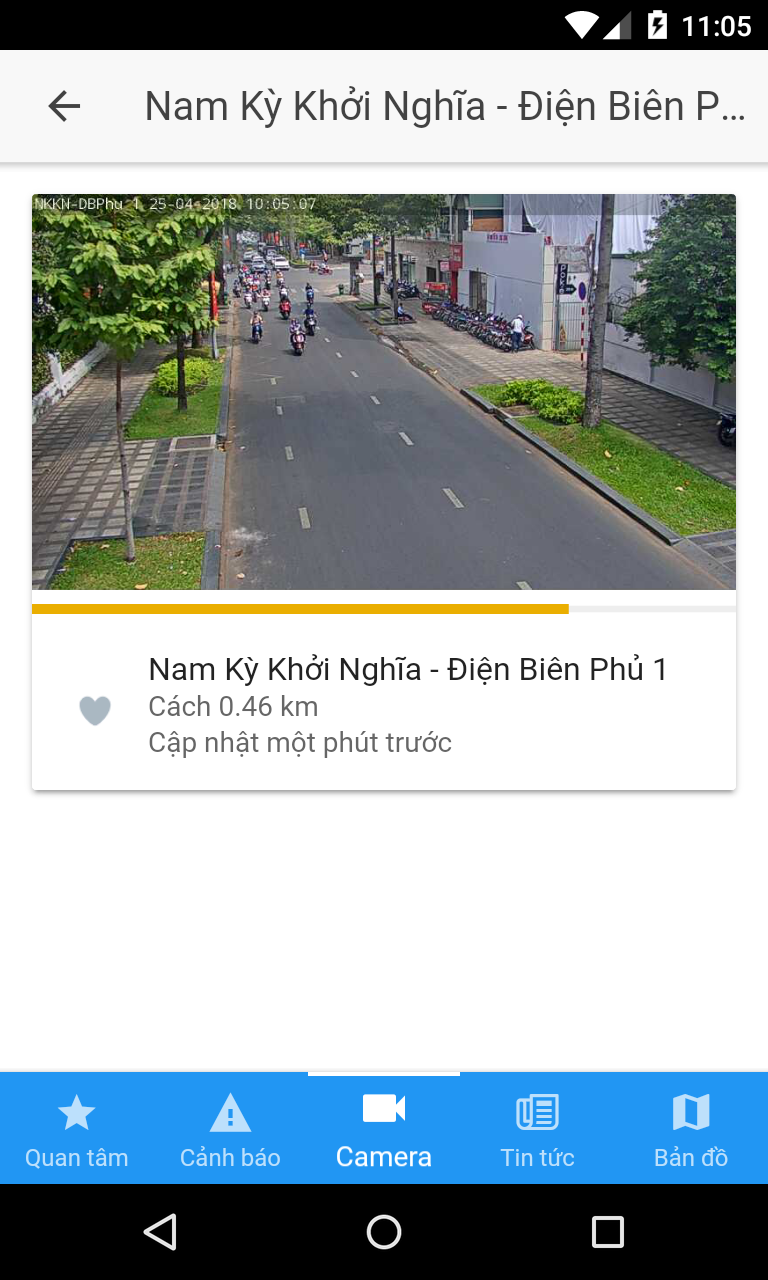 11:05
Nam Kỳ Khởi Nghĩa - Điện Biên P...
NKKN-DBPhu 1 25-04-2018 10:05:07
Nam Kỳ Khởi Nghĩa - Điện Biên Phủ 1
Cách 0.46 km
Cập nhật một phút trước
Quan tâm
Cảnh báo
Camera
Tin tức
Bản đồ